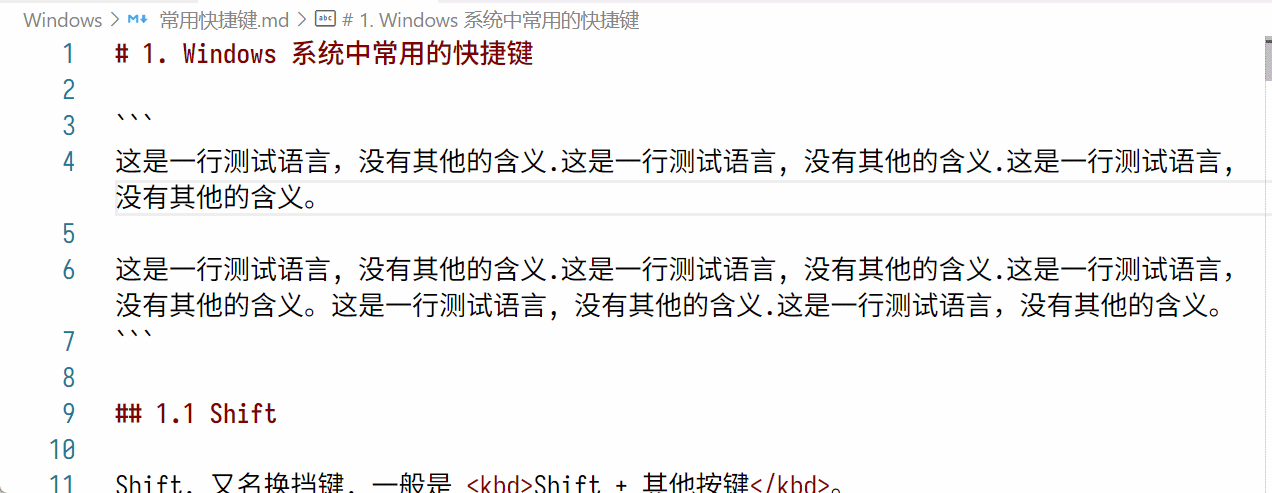 Windows > 常用快捷键.md > # 1. Windows 系统中常用的快捷键
1 # 1. Windows 系统中常用的快捷键
2
3 ```
4 这是一行测试语言，没有其他的含义.这是一行测试语言，没有其他的含义.这是一行测试语言，
没有其他的含义。
5
6 这是一行测试语言，没有其他的含义.这是一行测试语言，没有其他的含义.这是一行测试语言，
没有其他的含义。这是一行测试语言，没有其他的含义.这是一行测试语言，没有其他的含义。
7 ```
8
9 ## 1.1 Shift
10
11 Shift，又名换挡键，一般是 <kbd>Shift + 其他按键</kbd>。